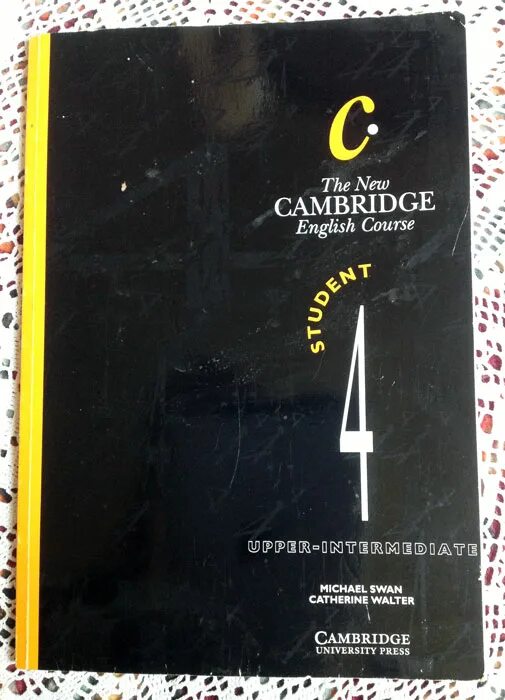 c.
The New
CAMBRIDGE
English Course
STUDENT
4
UPPER-INTERMEDIATE
MICHAEL SWAN
CATHERINE WALTER
CAMBRIDGE
UNIVERSITY PRESS